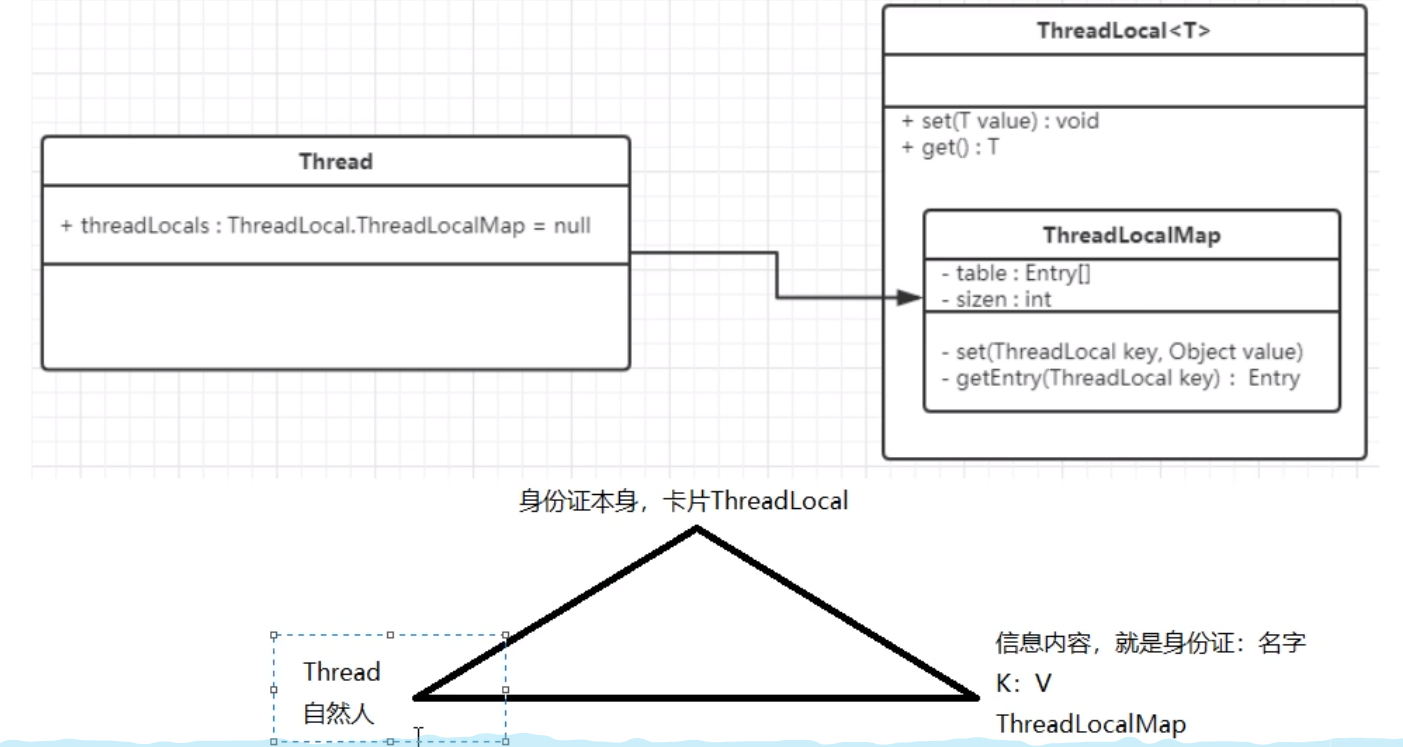 ThreadLocal<T>
+ set(T value) : void
+ get() : T
Thread
+ threadLocals : ThreadLocal.ThreadLocalMap = null
ThreadLocalMap
- table : Entry[]
- sizen : int
- set(ThreadLocal key, Object value)
- getEntry(ThreadLocal key) : Entry
身份证本身，卡片ThreadLocal
Thread
自然人
信息内容，就是身份证：名字
K：V
ThreadLocalMap